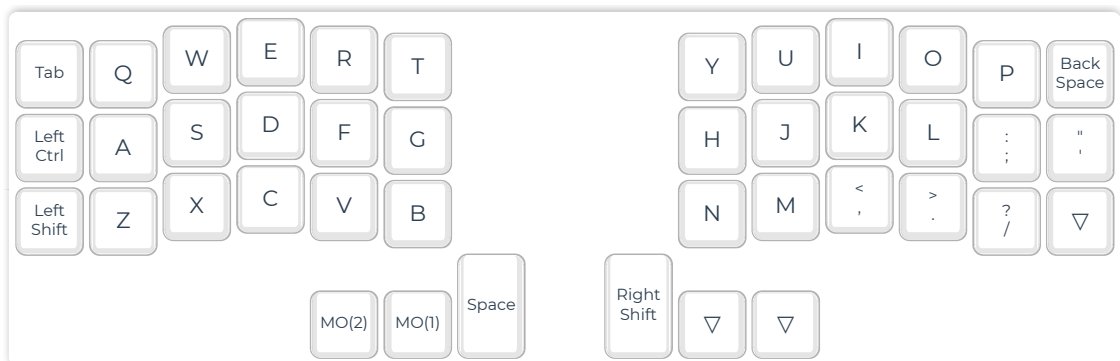 Tab Q W E R T Y U I O P Back Space
Left Ctrl A S D F G H J K L : ; " '
Left Shift Z X C V B N M < , > . ? / ▽
MO(2) MO(1) Space Right Shift ▽ ▽